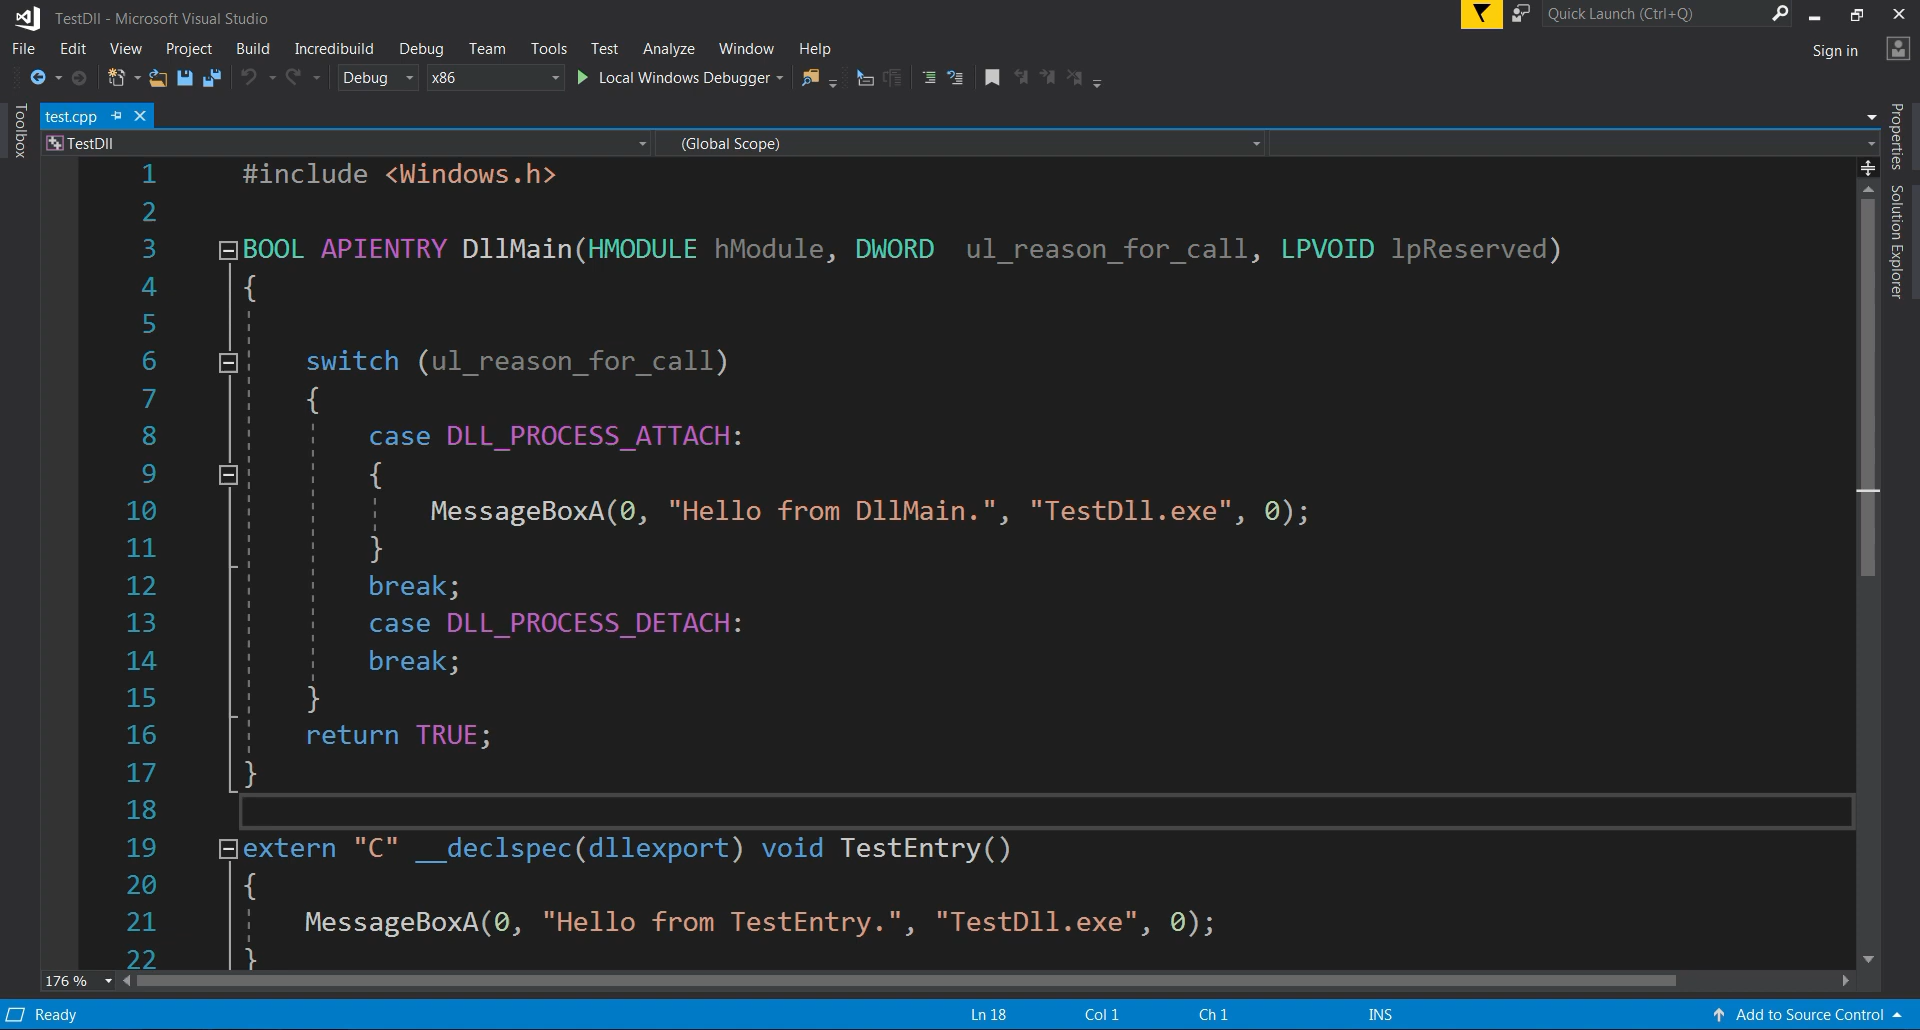 TestDll - Microsoft Visual Studio
Quick Launch (Ctrl+Q)
File Edit View Project Build Incredibuild Debug Team Tools Test Analyze Window Help
Sign in
Debug x86 Local Windows Debugger
Toolbox
test.cpp
Properties
Solution Explorer
TestDll (Global Scope)
1 #include <Windows.h>
2
3 BOOL APIENTRY DllMain(HMODULE hModule, DWORD  ul_reason_for_call, LPVOID lpReserved)
4 {
5
6     switch (ul_reason_for_call)
7     {
8         case DLL_PROCESS_ATTACH:
9         {
10             MessageBoxA(0, "Hello from DllMain.", "TestDll.exe", 0);
11         }
12         break;
13         case DLL_PROCESS_DETACH:
14         break;
15     }
16     return TRUE;
17 }
18
19 extern "C" __declspec(dllexport) void TestEntry()
20 {
21     MessageBoxA(0, "Hello from TestEntry.", "TestDll.exe", 0);
22 }
176 %
Ready Ln 18 Col 1 Ch 1 INS Add to Source Control